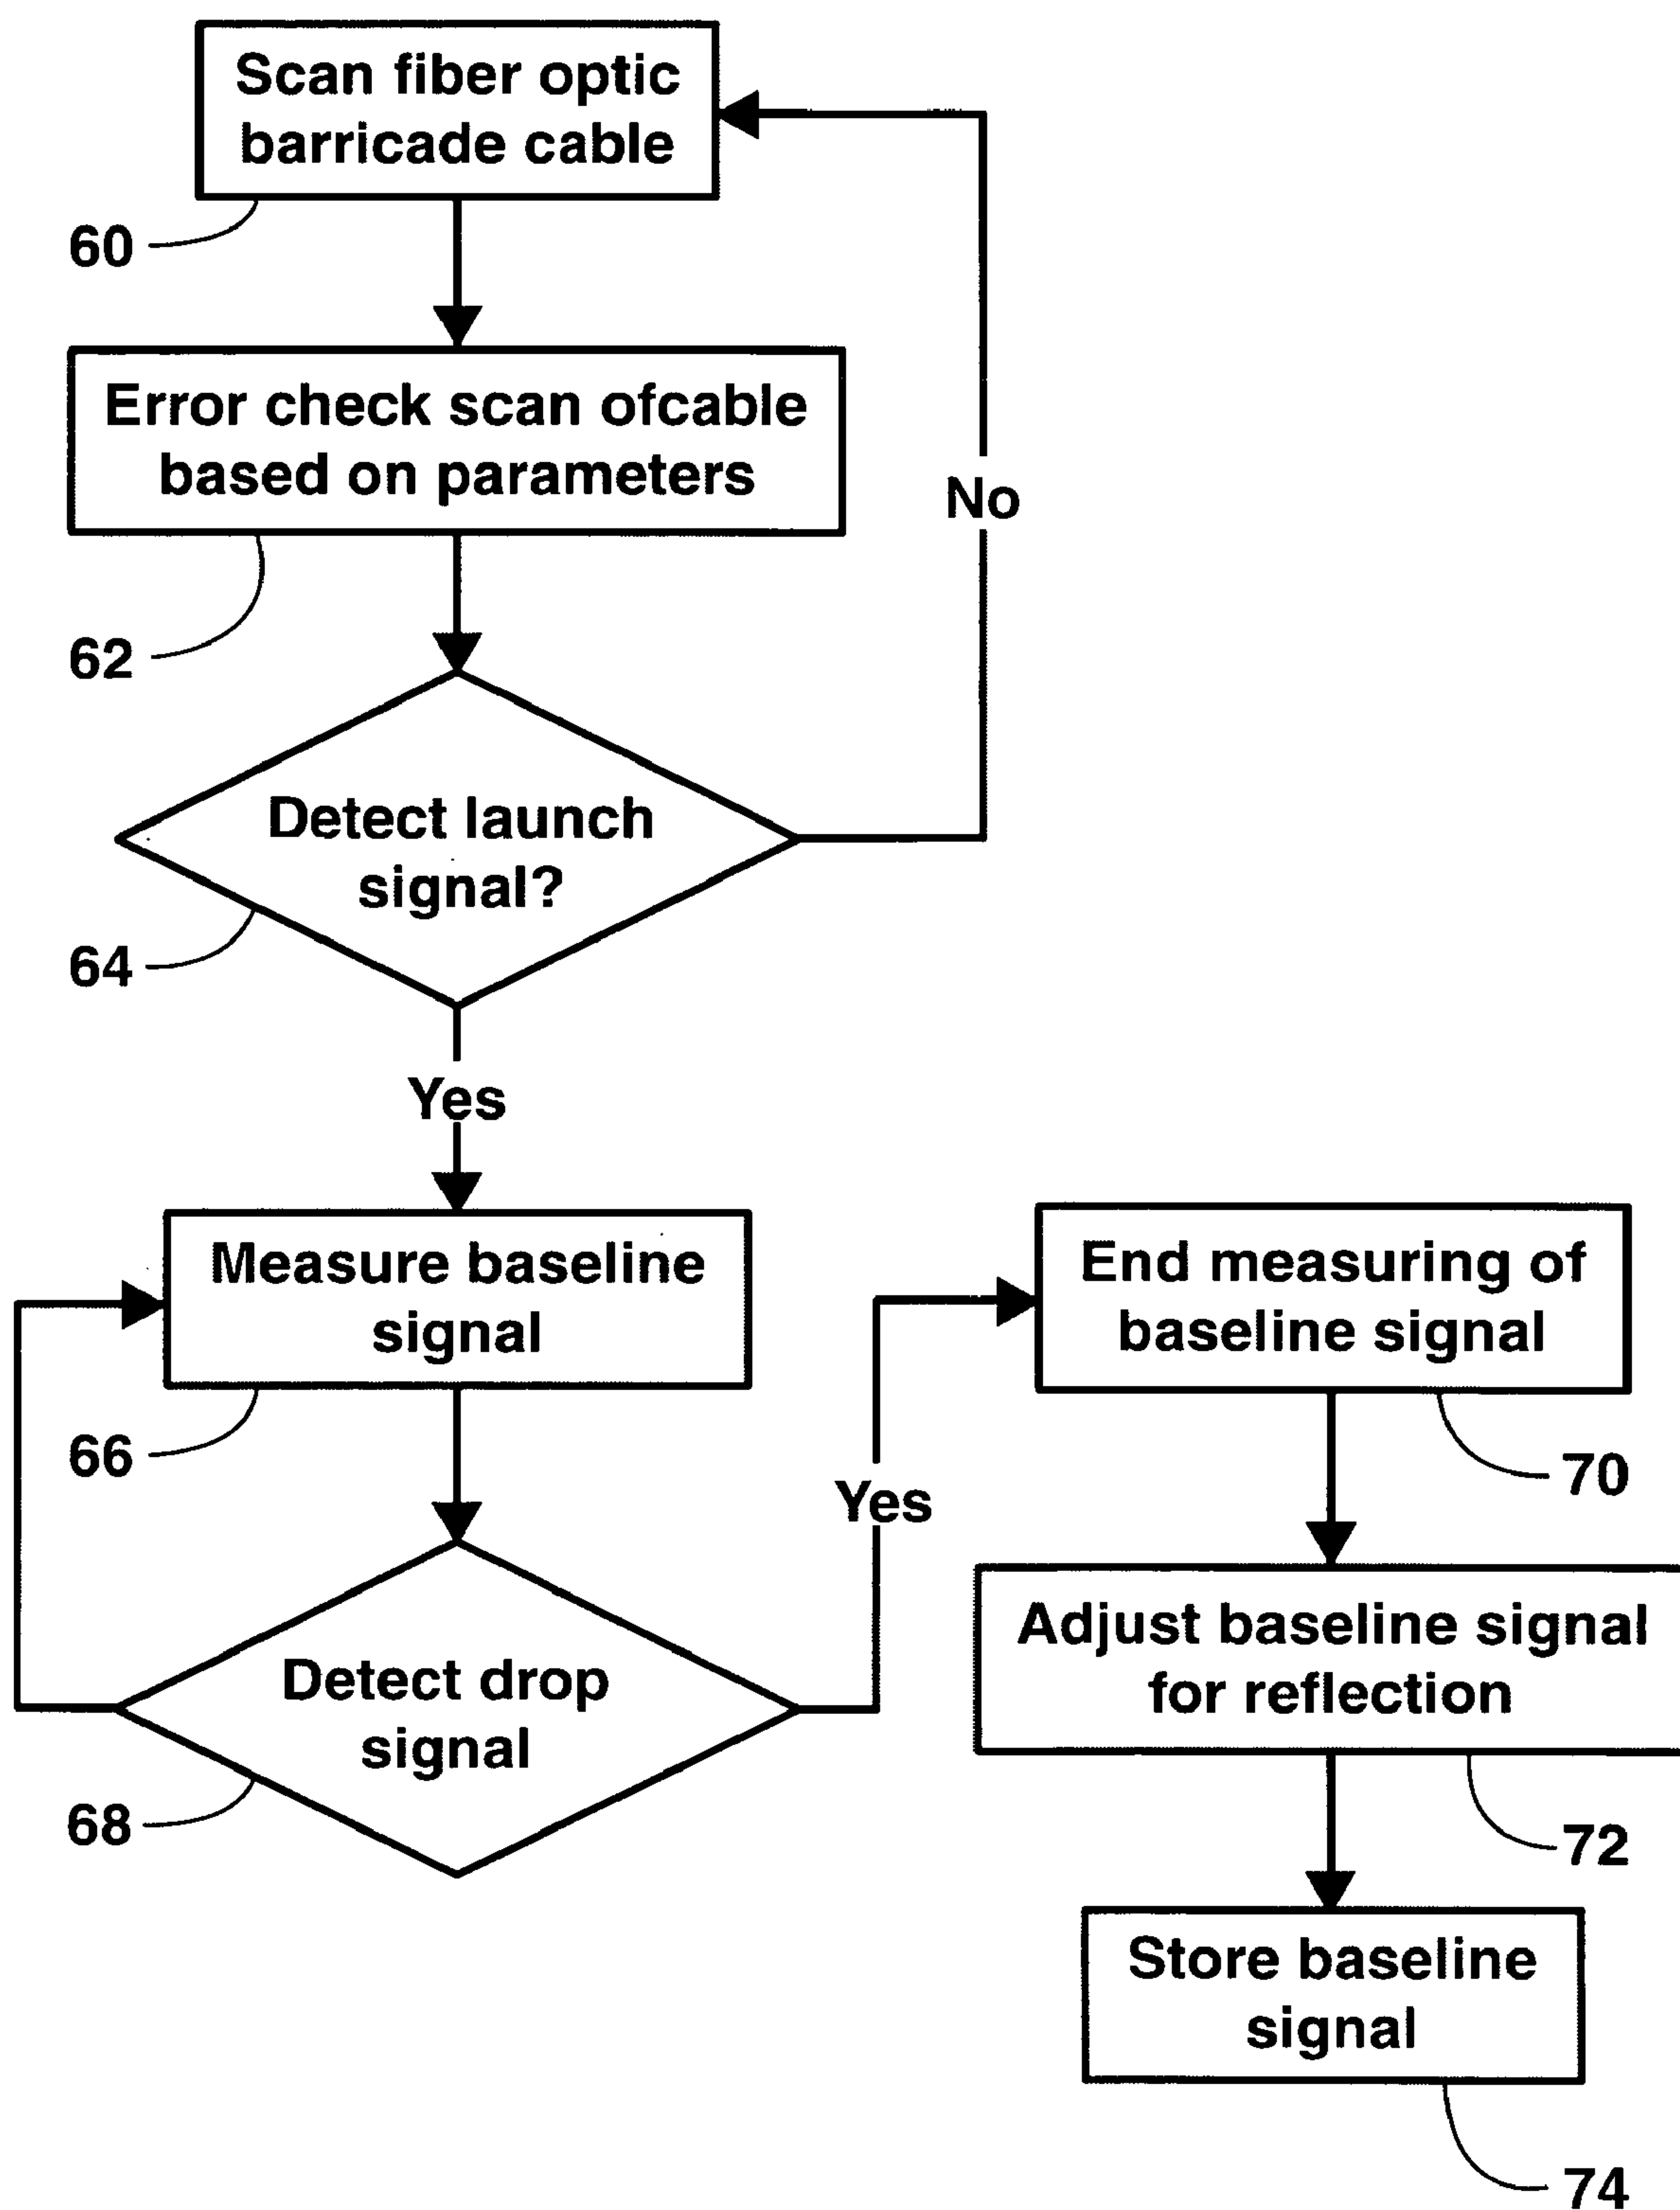 Scan fiber optic
barricade cable
60
Error check scan ofcable
based on parameters
No
62
Detect launch
signal?
64
Yes
Measure baseline
signal
66
Detect drop
signal
68
Yes
End measuring of
baseline signal
70
Adjust baseline signal
for reflection
72
Store baseline
signal
74